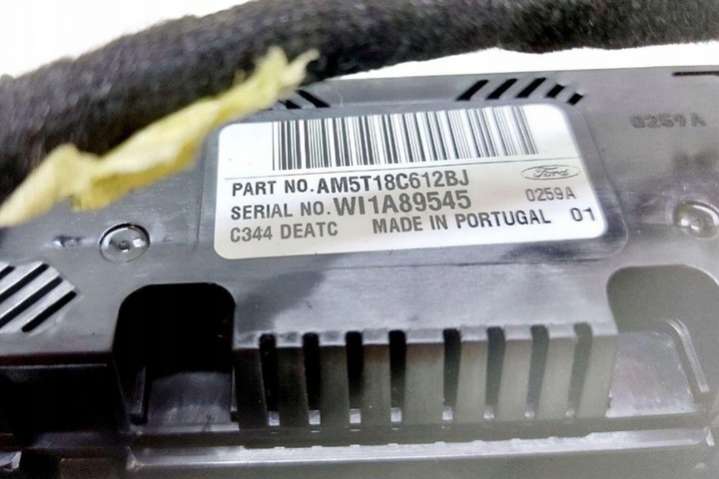 0259A
PART NO.AM5T18C612BJ
Ford
SERIAL NO.WI1A89545 0259A
C344 DEATC MADE IN PORTUGAL 01